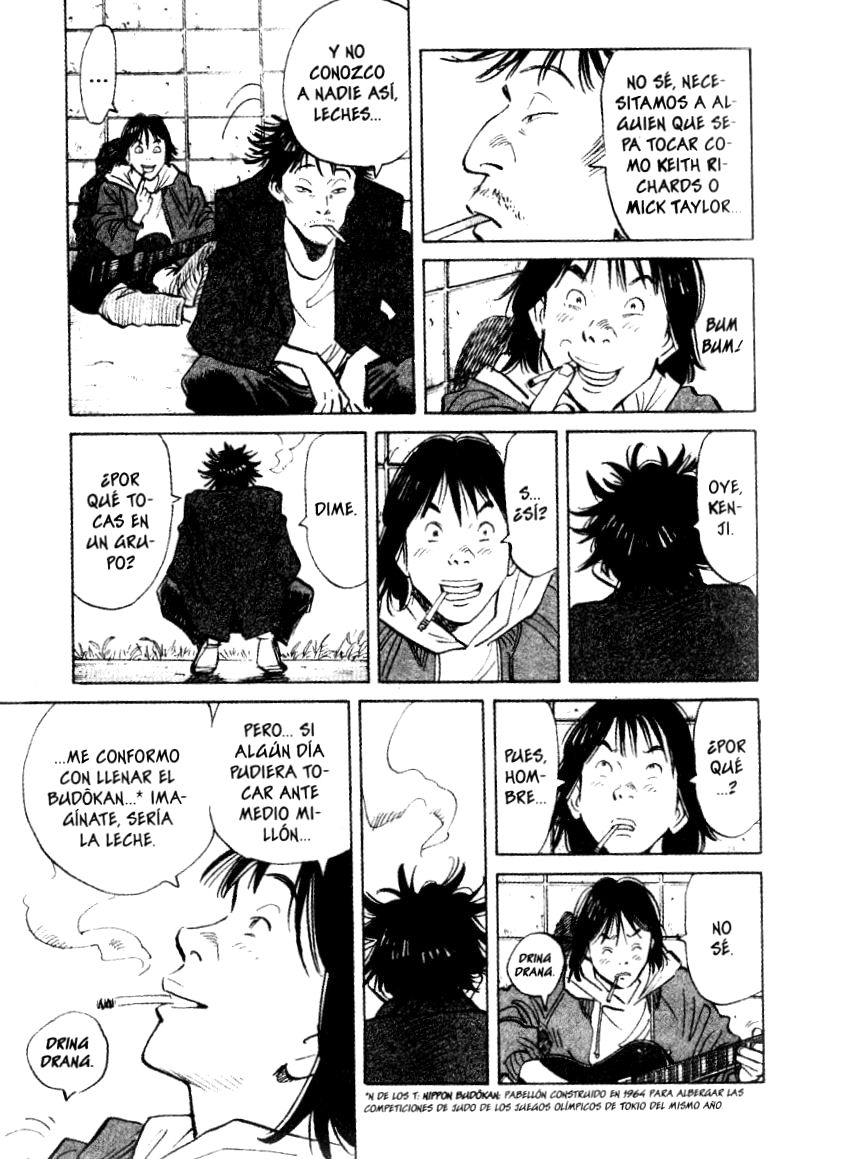 NO SÉ, NECE-
SITAMOS A AL-
GUIEN QUE SE-
PA TOCAR CO-
MO KEITH RI-
CHARDS O
MICK TAYLOR...
Y NO
CONOZCO
A NADIE ASÍ,
LECHES...
...
BUM
BUM!
OYE,
KEN-
JI.
S...
¿SÍ?
DIME.
¿POR
QUÉ TO-
CAS EN
UN GRU-
PO?
¿POR
QUÉ
...?
PUES,
HOM-
BRE...
NO
SÉ.
DRING
DRANG.
PERO... SI
ALGÚN DÍA
PUDIERA TO-
CAR ANTE
MEDIO MI-
LLÓN...
...ME CONFORMO
CON LLENAR EL
BUDÔKAN...* IMA-
GÍNATE, SERÍA
LA LECHE.
DRING
DRANG.
*N DE LOS T: NIPPON BUDÔKAN: PABELLÓN CONSTRUIDO EN 1964 PARA ALBERGAR LAS
COMPETICIONES DE JUDO DE LOS JUEGOS OLÍMPICOS DE TOKIO DEL MISMO AÑO